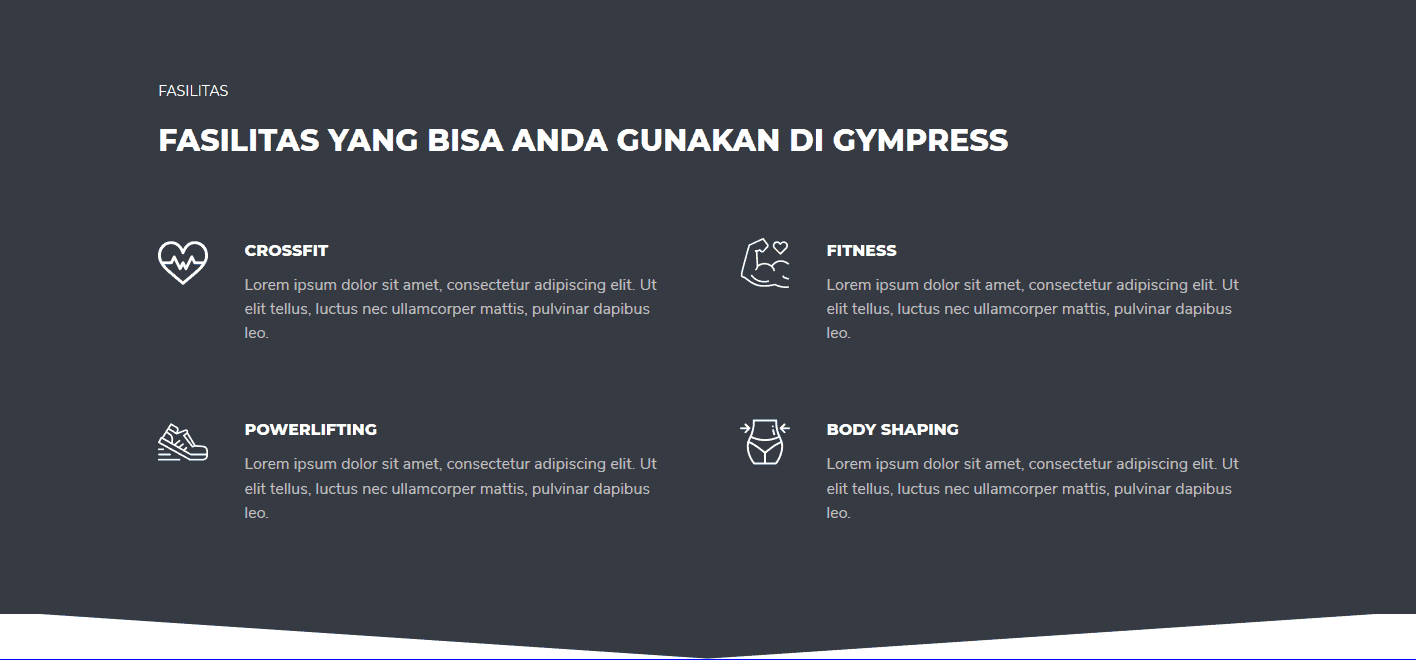 FASILITAS
FASILITAS YANG BISA ANDA GUNAKAN DI GYMPRESS
CROSSFIT
Lorem ipsum dolor sit amet, consectetur adipiscing elit. Ut
elit tellus, luctus nec ullamcorper mattis, pulvinar dapibus
leo.
FITNESS
Lorem ipsum dolor sit amet, consectetur adipiscing elit. Ut
elit tellus, luctus nec ullamcorper mattis, pulvinar dapibus
leo.
POWERLIFTING
Lorem ipsum dolor sit amet, consectetur adipiscing elit. Ut
elit tellus, luctus nec ullamcorper mattis, pulvinar dapibus
leo.
BODY SHAPING
Lorem ipsum dolor sit amet, consectetur adipiscing elit. Ut
elit tellus, luctus nec ullamcorper mattis, pulvinar dapibus
leo.